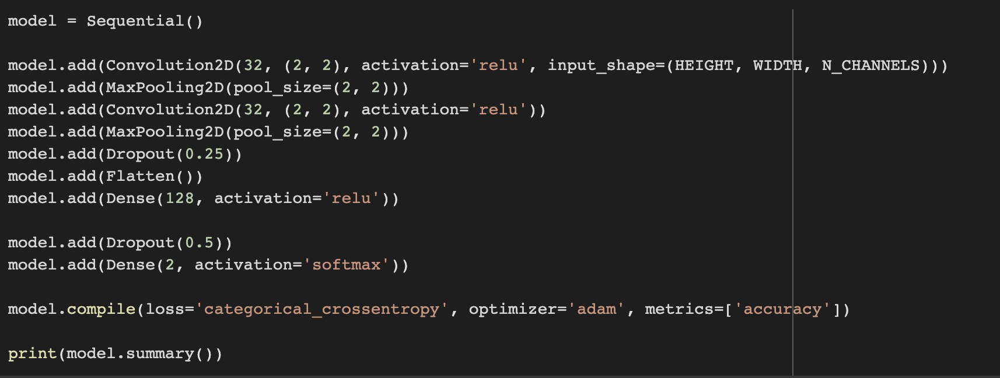 model = Sequential()
model.add(Convolution2D(32, (2, 2), activation='relu', input_shape=(HEIGHT, WIDTH, N_CHANNELS)))
model.add(MaxPooling2D(pool_size=(2, 2)))
model.add(Convolution2D(32, (2, 2), activation='relu'))
model.add(MaxPooling2D(pool_size=(2, 2)))
model.add(Dropout(0.25))
model.add(Flatten())
model.add(Dense(128, activation='relu'))
model.add(Dropout(0.5))
model.add(Dense(2, activation='softmax'))
model.compile(loss='categorical_crossentropy', optimizer='adam', metrics=['accuracy'])
print(model.summary())